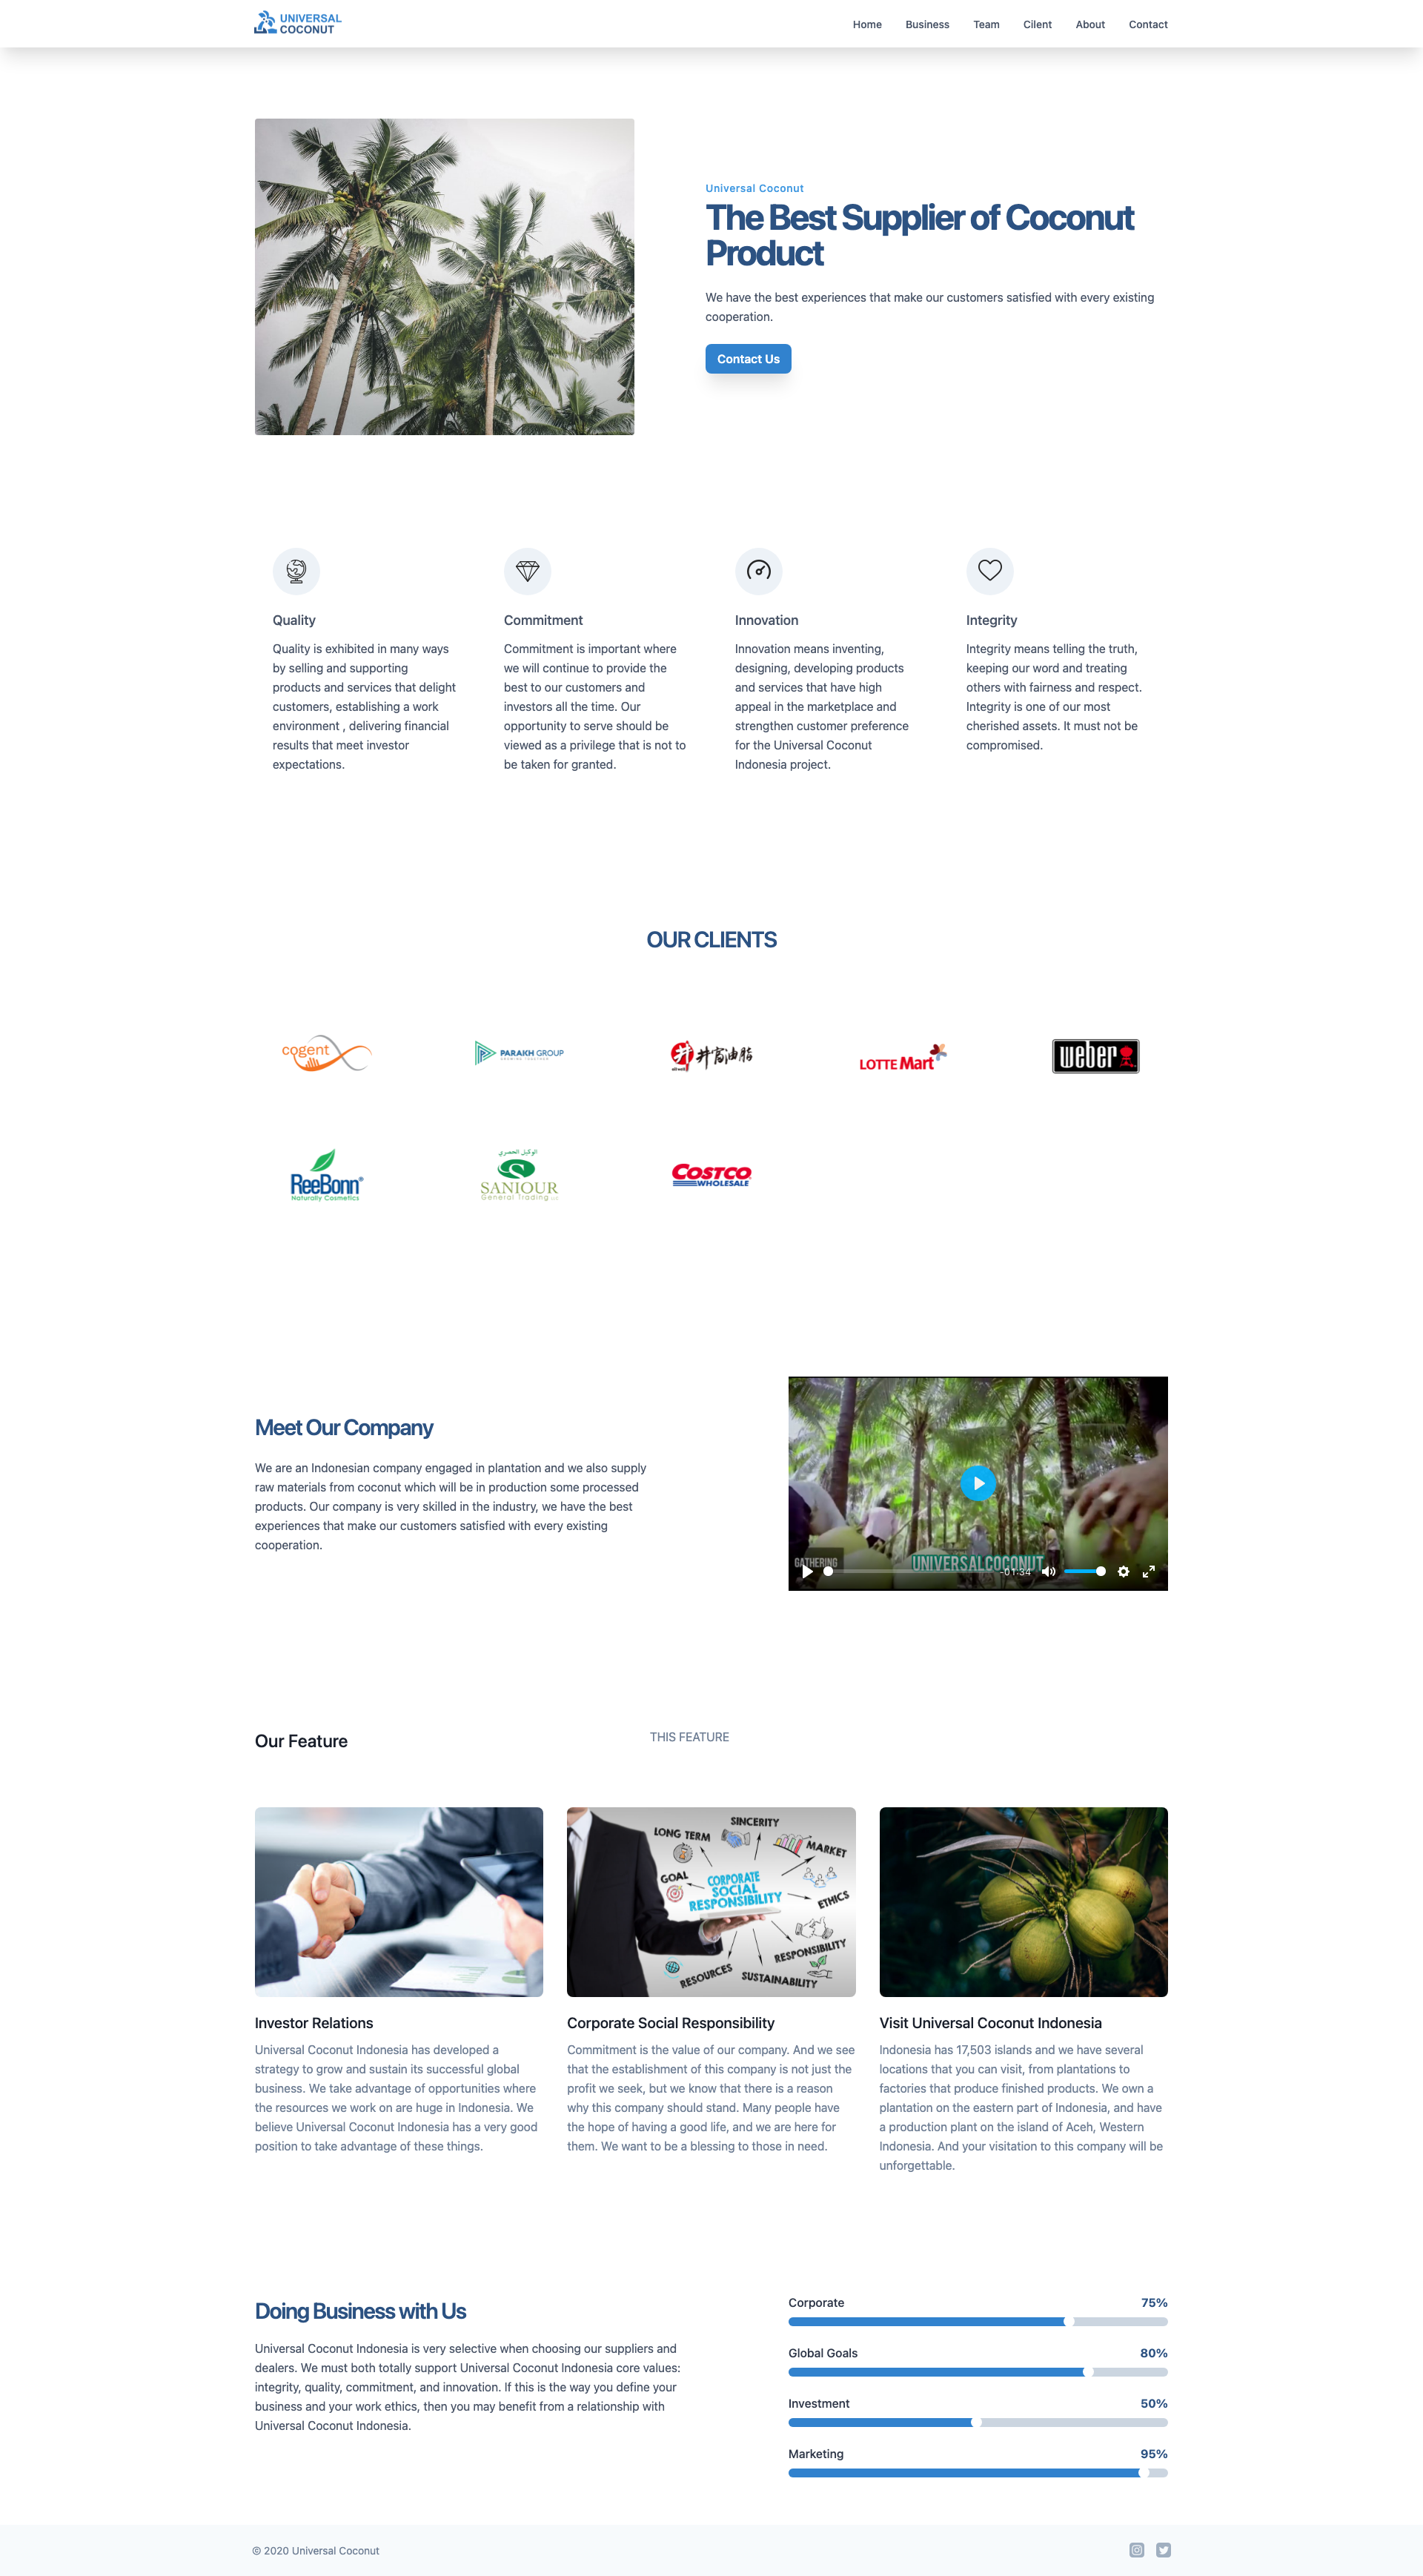 UNIVERSAL
COCONUT
Home Business Team Cilent About Contact
Universal Coconut
The Best Supplier of Coconut
Product
We have the best experiences that make our customers satisfied with every existing
cooperation.
Contact Us
Quality
Quality is exhibited in many ways
by selling and supporting
products and services that delight
customers, establishing a work
environment , delivering financial
results that meet investor
expectations.
Commitment
Commitment is important where
we will continue to provide the
best to our customers and
investors all the time. Our
opportunity to serve should be
viewed as a privilege that is not to
be taken for granted.
Innovation
Innovation means inventing,
designing, developing products
and services that have high
appeal in the marketplace and
strengthen customer preference
for the Universal Coconut
Indonesia project.
Integrity
Integrity means telling the truth,
keeping our word and treating
others with fairness and respect.
Integrity is one of our most
cherished assets. It must not be
compromised.
OUR CLIENTS
cogent
PARAKH GROUP
井 井高油脂
LOTTE Mart
weber
ReeBonn®
Naturally Cosmetics
الوكيل الحصري
SANIOUR
General Trading
COSTCO
WHOLESALE
Meet Our Company
We are an Indonesian company engaged in plantation and we also supply
raw materials from coconut which will be in production some processed
products. Our company is very skilled in the industry, we have the best
experiences that make our customers satisfied with every existing
cooperation.
GATHERING
UNIVERSALCOCONUT
-01:34
Our Feature
THIS FEATURE
SINCERITY
LONG TERM
MARKET
GOAL
CORPORATE
SOCIAL
RESPONSIBILITY
ETHICS
RESPONSIBILITY
RESOURCES
SUSTAINABILITY
Investor Relations
Universal Coconut Indonesia has developed a
strategy to grow and sustain its successful global
business. We take advantage of opportunities where
the resources we work on are huge in Indonesia. We
believe Universal Coconut Indonesia has a very good
position to take advantage of these things.
Corporate Social Responsibility
Commitment is the value of our company. And we see
that the establishment of this company is not just the
profit we seek, but we know that there is a reason
why this company should stand. Many people have
the hope of having a good life, and we are here for
them. We want to be a blessing to those in need.
Visit Universal Coconut Indonesia
Indonesia has 17,503 islands and we have several
locations that you can visit, from plantations to
factories that produce finished products. We own a
plantation on the eastern part of Indonesia, and have
a production plant on the island of Aceh, Western
Indonesia. And your visitation to this company will be
unforgettable.
Doing Business with Us
Universal Coconut Indonesia is very selective when choosing our suppliers and
dealers. We must both totally support Universal Coconut Indonesia core values:
integrity, quality, commitment, and innovation. If this is the way you define your
business and your work ethics, then you may benefit from a relationship with
Universal Coconut Indonesia.
Corporate 75%
Global Goals 80%
Investment 50%
Marketing 95%
© 2020 Universal Coconut